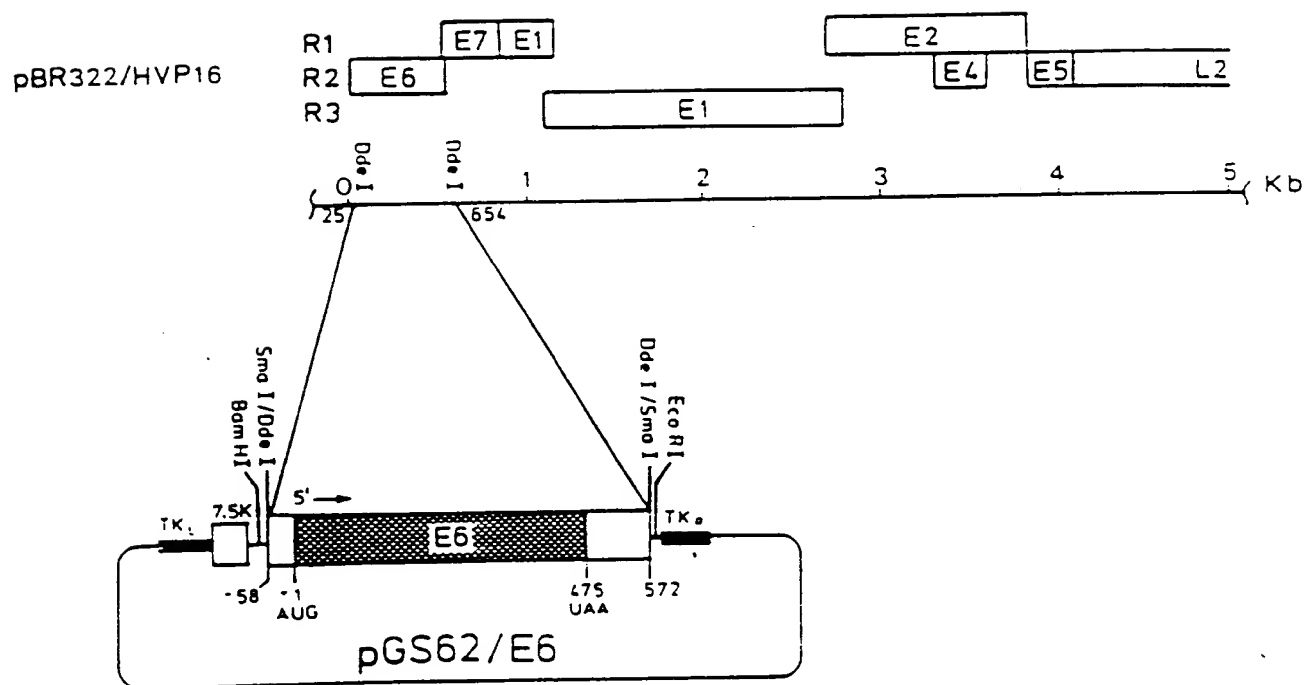 R1 E7 E1 E2
pBR322/HVP16 R2 E6 E4 E5 L2
R3 E1
Dde I Dde I
0 1 2 3 4 5 Kb
25 654
Bam HI Sma I/Dde I Dde I/Sma I Eco RI
5'
TK 7.5K E6 TK
-58 -1 475 572
AUG UAA
pGS62/E6